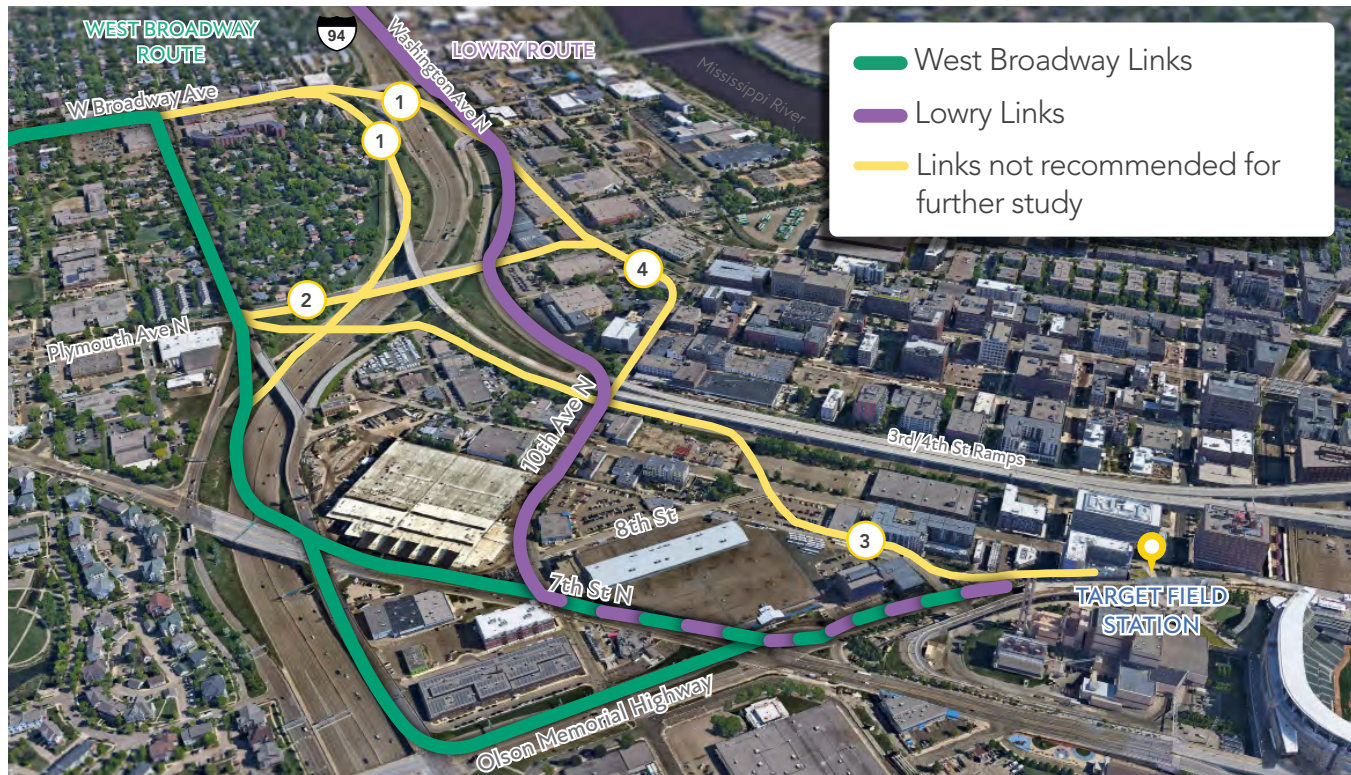 WEST BROADWAY
ROUTE
94
LOWRY ROUTE
Washington Ave N
Mississippi River
W Broadway Ave
1
1
2
4
Plymouth Ave N
10th Ave N
3rd/4th St Ramps
8th St
3
7th St N
TARGET FIELD
STATION
Olson Memorial Highway
West Broadway Links
Lowry Links
Links not recommended for
further study